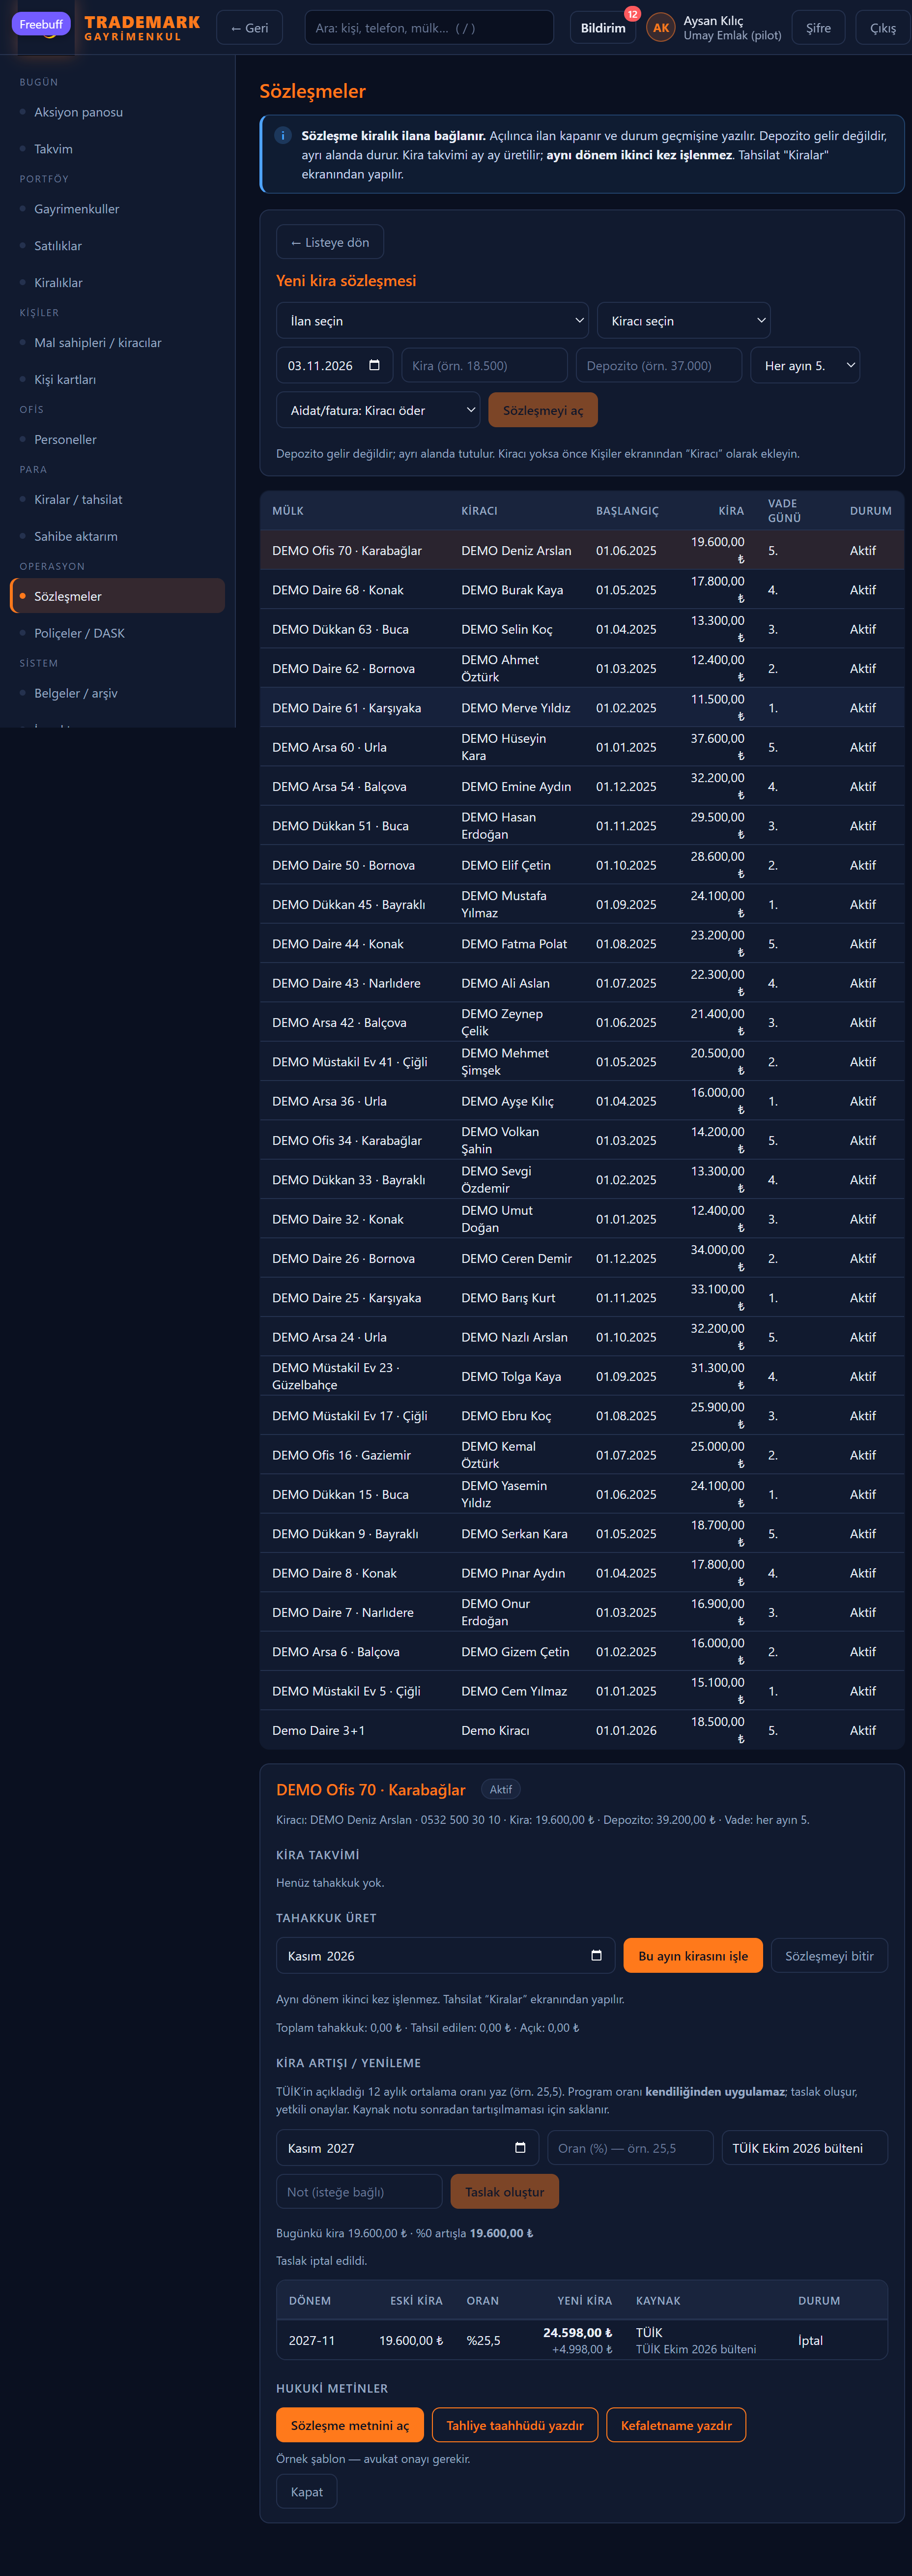 Freebuff
TRADEMARK
GAYRİMENKUL
← Geri
Ara: kişi, telefon, mülk... ( / )
Bildirim
12
AK
Aysan Kılıç
Umay Emlak (pilot)
Şifre
Çıkış
BUGÜN
Aksiyon panosu
Takvim
PORTFÖY
Gayrimenkuller
Satılıklar
Kiralıklar
KİŞİLER
Mal sahipleri / kiracılar
Kişi kartları
OFİS
Personeller
PARA
Kiralar / tahsilat
Sahibe aktarım
OPERASYON
Sözleşmeler
Poliçeler / DASK
SİSTEM
Belgeler / arşiv
Sözleşmeler
Sözleşme kiralık ilana bağlanır. Açılınca ilan kapanır ve durum geçmişine yazılır. Depozito gelir değildir,
ayrı alanda durur. Kira takvimi ay ay üretilir; aynı dönem ikinci kez işlenmez. Tahsilat "Kiralar"
ekranından yapılır.
← Listeye dön
Yeni kira sözleşmesi
İlan seçin
Kiracı seçin
03.11.2026
Kira (örn. 18.500)
Depozito (örn. 37.000)
Her ayın 5.
Aidat/fatura: Kiracı öder
Sözleşmeyi aç
Depozito gelir değildir; ayrı alanda tutulur. Kiracı yoksa önce Kişiler ekranından “Kiracı” olarak ekleyin.
MÜLK KİRACI BAŞLANGIÇ KİRA VADE GÜNÜ DURUM
DEMO Ofis 70 · Karabağlar DEMO Deniz Arslan 01.06.2025 19.600,00 ₺ 5. Aktif
DEMO Daire 68 · Konak DEMO Burak Kaya 01.05.2025 17.800,00 ₺ 4. Aktif
DEMO Dükkan 63 · Buca DEMO Selin Koç 01.04.2025 13.300,00 ₺ 3. Aktif
DEMO Daire 62 · Bornova DEMO Ahmet Öztürk 01.03.2025 12.400,00 ₺ 2. Aktif
DEMO Daire 61 · Karşıyaka DEMO Merve Yıldız 01.02.2025 11.500,00 ₺ 1. Aktif
DEMO Arsa 60 · Urla DEMO Hüseyin Kara 01.01.2025 37.600,00 ₺ 5. Aktif
DEMO Arsa 54 · Balçova DEMO Emine Aydın 01.12.2025 32.200,00 ₺ 4. Aktif
DEMO Dükkan 51 · Buca DEMO Hasan Erdoğan 01.11.2025 29.500,00 ₺ 3. Aktif
DEMO Daire 50 · Bornova DEMO Elif Çetin 01.10.2025 28.600,00 ₺ 2. Aktif
DEMO Dükkan 45 · Bayraklı DEMO Mustafa Yılmaz 01.09.2025 24.100,00 ₺ 1. Aktif
DEMO Daire 44 · Konak DEMO Fatma Polat 01.08.2025 23.200,00 ₺ 5. Aktif
DEMO Daire 43 · Narlıdere DEMO Ali Aslan 01.07.2025 22.300,00 ₺ 4. Aktif
DEMO Arsa 42 · Balçova DEMO Zeynep Çelik 01.06.2025 21.400,00 ₺ 3. Aktif
DEMO Müstakil Ev 41 · Çiğli DEMO Mehmet Şimşek 01.05.2025 20.500,00 ₺ 2. Aktif
DEMO Arsa 36 · Urla DEMO Ayşe Kılıç 01.04.2025 16.000,00 ₺ 1. Aktif
DEMO Ofis 34 · Karabağlar DEMO Volkan Şahin 01.03.2025 14.200,00 ₺ 5. Aktif
DEMO Dükkan 33 · Bayraklı DEMO Sevgi Özdemir 01.02.2025 13.300,00 ₺ 4. Aktif
DEMO Daire 32 · Konak DEMO Umut Doğan 01.01.2025 12.400,00 ₺ 3. Aktif
DEMO Daire 26 · Bornova DEMO Ceren Demir 01.12.2025 34.000,00 ₺ 2. Aktif
DEMO Daire 25 · Karşıyaka DEMO Barış Kurt 01.11.2025 33.100,00 ₺ 1. Aktif
DEMO Arsa 24 · Urla DEMO Nazlı Arslan 01.10.2025 32.200,00 ₺ 5. Aktif
DEMO Müstakil Ev 23 · Güzelbahçe DEMO Tolga Kaya 01.09.2025 31.300,00 ₺ 4. Aktif
DEMO Müstakil Ev 17 · Çiğli DEMO Ebru Koç 01.08.2025 25.900,00 ₺ 3. Aktif
DEMO Ofis 16 · Gaziemir DEMO Kemal Öztürk 01.07.2025 25.000,00 ₺ 2. Aktif
DEMO Dükkan 15 · Buca DEMO Yasemin Yıldız 01.06.2025 24.100,00 ₺ 1. Aktif
DEMO Dükkan 9 · Bayraklı DEMO Serkan Kara 01.05.2025 18.700,00 ₺ 5. Aktif
DEMO Daire 8 · Konak DEMO Pınar Aydın 01.04.2025 17.800,00 ₺ 4. Aktif
DEMO Daire 7 · Narlıdere DEMO Onur Erdoğan 01.03.2025 16.900,00 ₺ 3. Aktif
DEMO Arsa 6 · Balçova DEMO Gizem Çetin 01.02.2025 16.000,00 ₺ 2. Aktif
DEMO Müstakil Ev 5 · Çiğli DEMO Cem Yılmaz 01.01.2025 15.100,00 ₺ 1. Aktif
Demo Daire 3+1 Demo Kiracı 01.01.2026 18.500,00 ₺ 5. Aktif
DEMO Ofis 70 · Karabağlar Aktif
Kiracı: DEMO Deniz Arslan · 0532 500 30 10 · Kira: 19.600,00 ₺ · Depozito: 39.200,00 ₺ · Vade: her ayın 5.
KİRA TAKVİMİ
Henüz tahakkuk yok.
TAHAKKUK ÜRET
Kasım 2026
Bu ayın kirasını işle
Sözleşmeyi bitir
Aynı dönem ikinci kez işlenmez. Tahsilat “Kiralar” ekranından yapılır.
Toplam tahakkuk: 0,00 ₺ · Tahsil edilen: 0,00 ₺ · Açık: 0,00 ₺
KİRA ARTIŞI / YENİLEME
TÜİK’in açıkladığı 12 aylık ortalama oranı yaz (örn. 25,5). Program oranı kendiliğinden uygulamaz; taslak oluşur,
yetkili onaylar. Kaynak notu sonradan tartışılmaması için saklanır.
Kasım 2027
Oran (%) — örn. 25,5
TÜİK Ekim 2026 bülteni
Not (isteğe bağlı)
Taslak oluştur
Bugünkü kira 19.600,00 ₺ · %0 artışla 19.600,00 ₺
Taslak iptal edildi.
DÖNEM ESKİ KİRA ORAN YENİ KİRA KAYNAK DURUM
2027-11 19.600,00 ₺ %25,5 24.598,00 ₺ TÜİK İptal
+4.998,00 ₺ TÜİK Ekim 2026 bülteni
HUKUKİ METİNLER
Sözleşme metnini aç
Tahliye taahhüdü yazdır
Kefaletname yazdır
Örnek şablon — avukat onayı gerekir.
Kapat